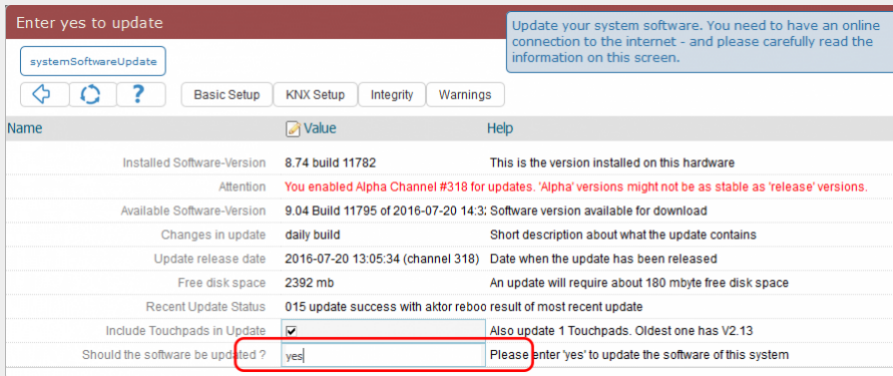 Enter yes to update
Update your system software. You need to have an online
connection to the internet - and please carefully read the
information on this screen.
systemSoftwareUpdate
? Basic Setup KNX Setup Integrity Warnings
Name Value Help
Installed Software-Version 8.74 build 11782 This is the version installed on this hardware
Attention You enabled Alpha Channel #318 for updates. 'Alpha' versions might not be as stable as 'release' versions.
Available Software-Version 9.04 Build 11795 of 2016-07-20 14:3 Software version available for download
Changes in update daily build Short description about what the update contains
Update release date 2016-07-20 13:05:34 (channel 318) Date when the update has been released
Free disk space 2392 mb An update will require about 180 mbyte free disk space
Recent Update Status 015 update success with aktor reboo result of most recent update
Include Touchpads in Update Also update 1 Touchpads. Oldest one has V2.13
Should the software be updated ? yes Please enter 'yes' to update the software of this system